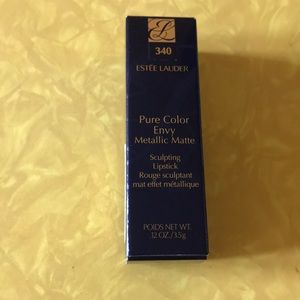 340
ESTĒE LAUDER
Pure Color
Envy
Metallic Matte
Sculpting
Lipstick
Rouge sculptant
mat effet métallique
POIDS NET WT.
.12 OZ./3.5g